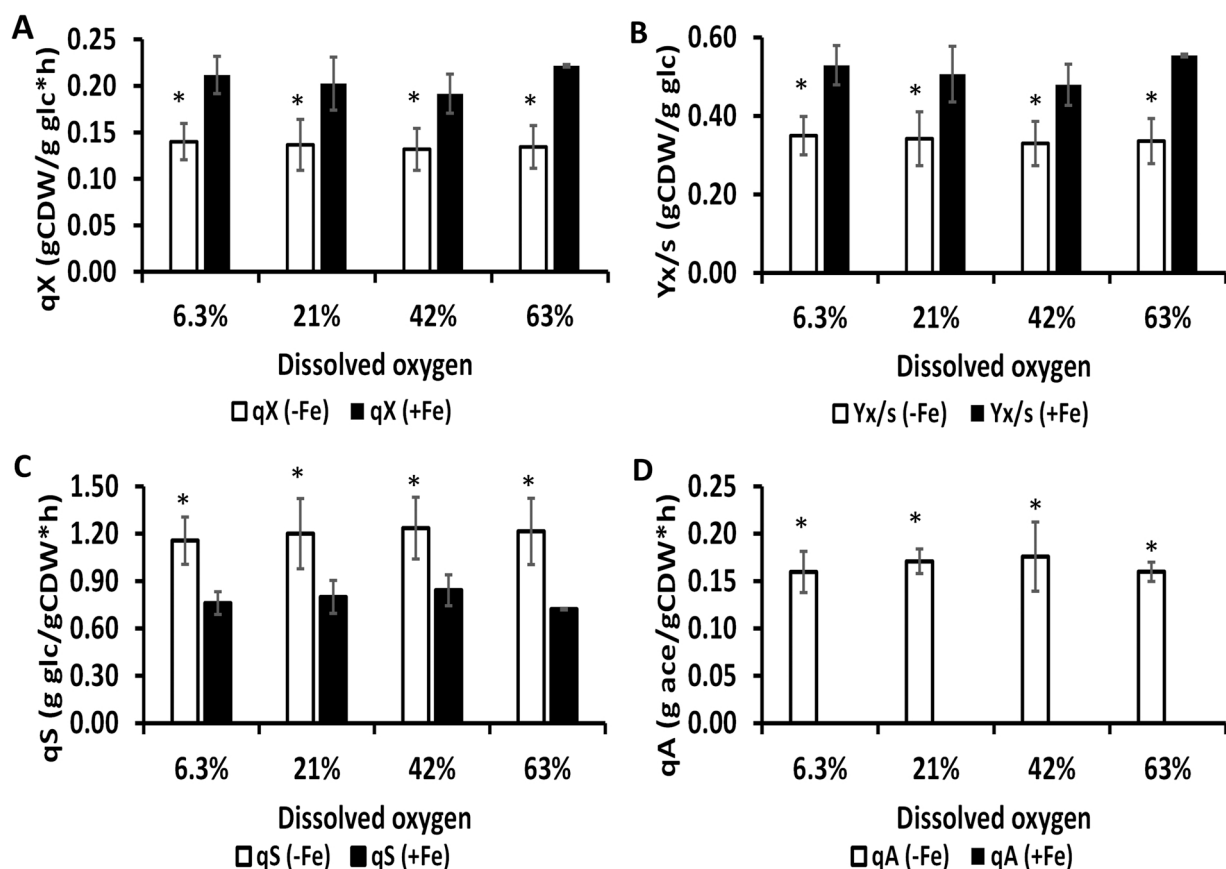 A
qX (gCDW/g glc*h)
0.25
0.20
0.15
0.10
0.05
0.00
* * * *
6.3% 21% 42% 63%
Dissolved oxygen
qX (-Fe) qX (+Fe)
B
Yx/s (gCDW/g glc)
0.60
0.40
0.20
0.00
* * * *
6.3% 21% 42% 63%
Dissolved oxygen
Yx/s (-Fe) Yx/s (+Fe)
C
qS (g glc/gCDW*h)
1.50
1.20
0.90
0.60
0.30
0.00
* * * *
6.3% 21% 42% 63%
Dissolved oxygen
qS (-Fe) qS (+Fe)
D
qA (g ace/gCDW*h)
0.25
0.20
0.15
0.10
0.05
0.00
* * * *
6.3% 21% 42% 63%
Dissolved oxygen
qA (-Fe) qA (+Fe)